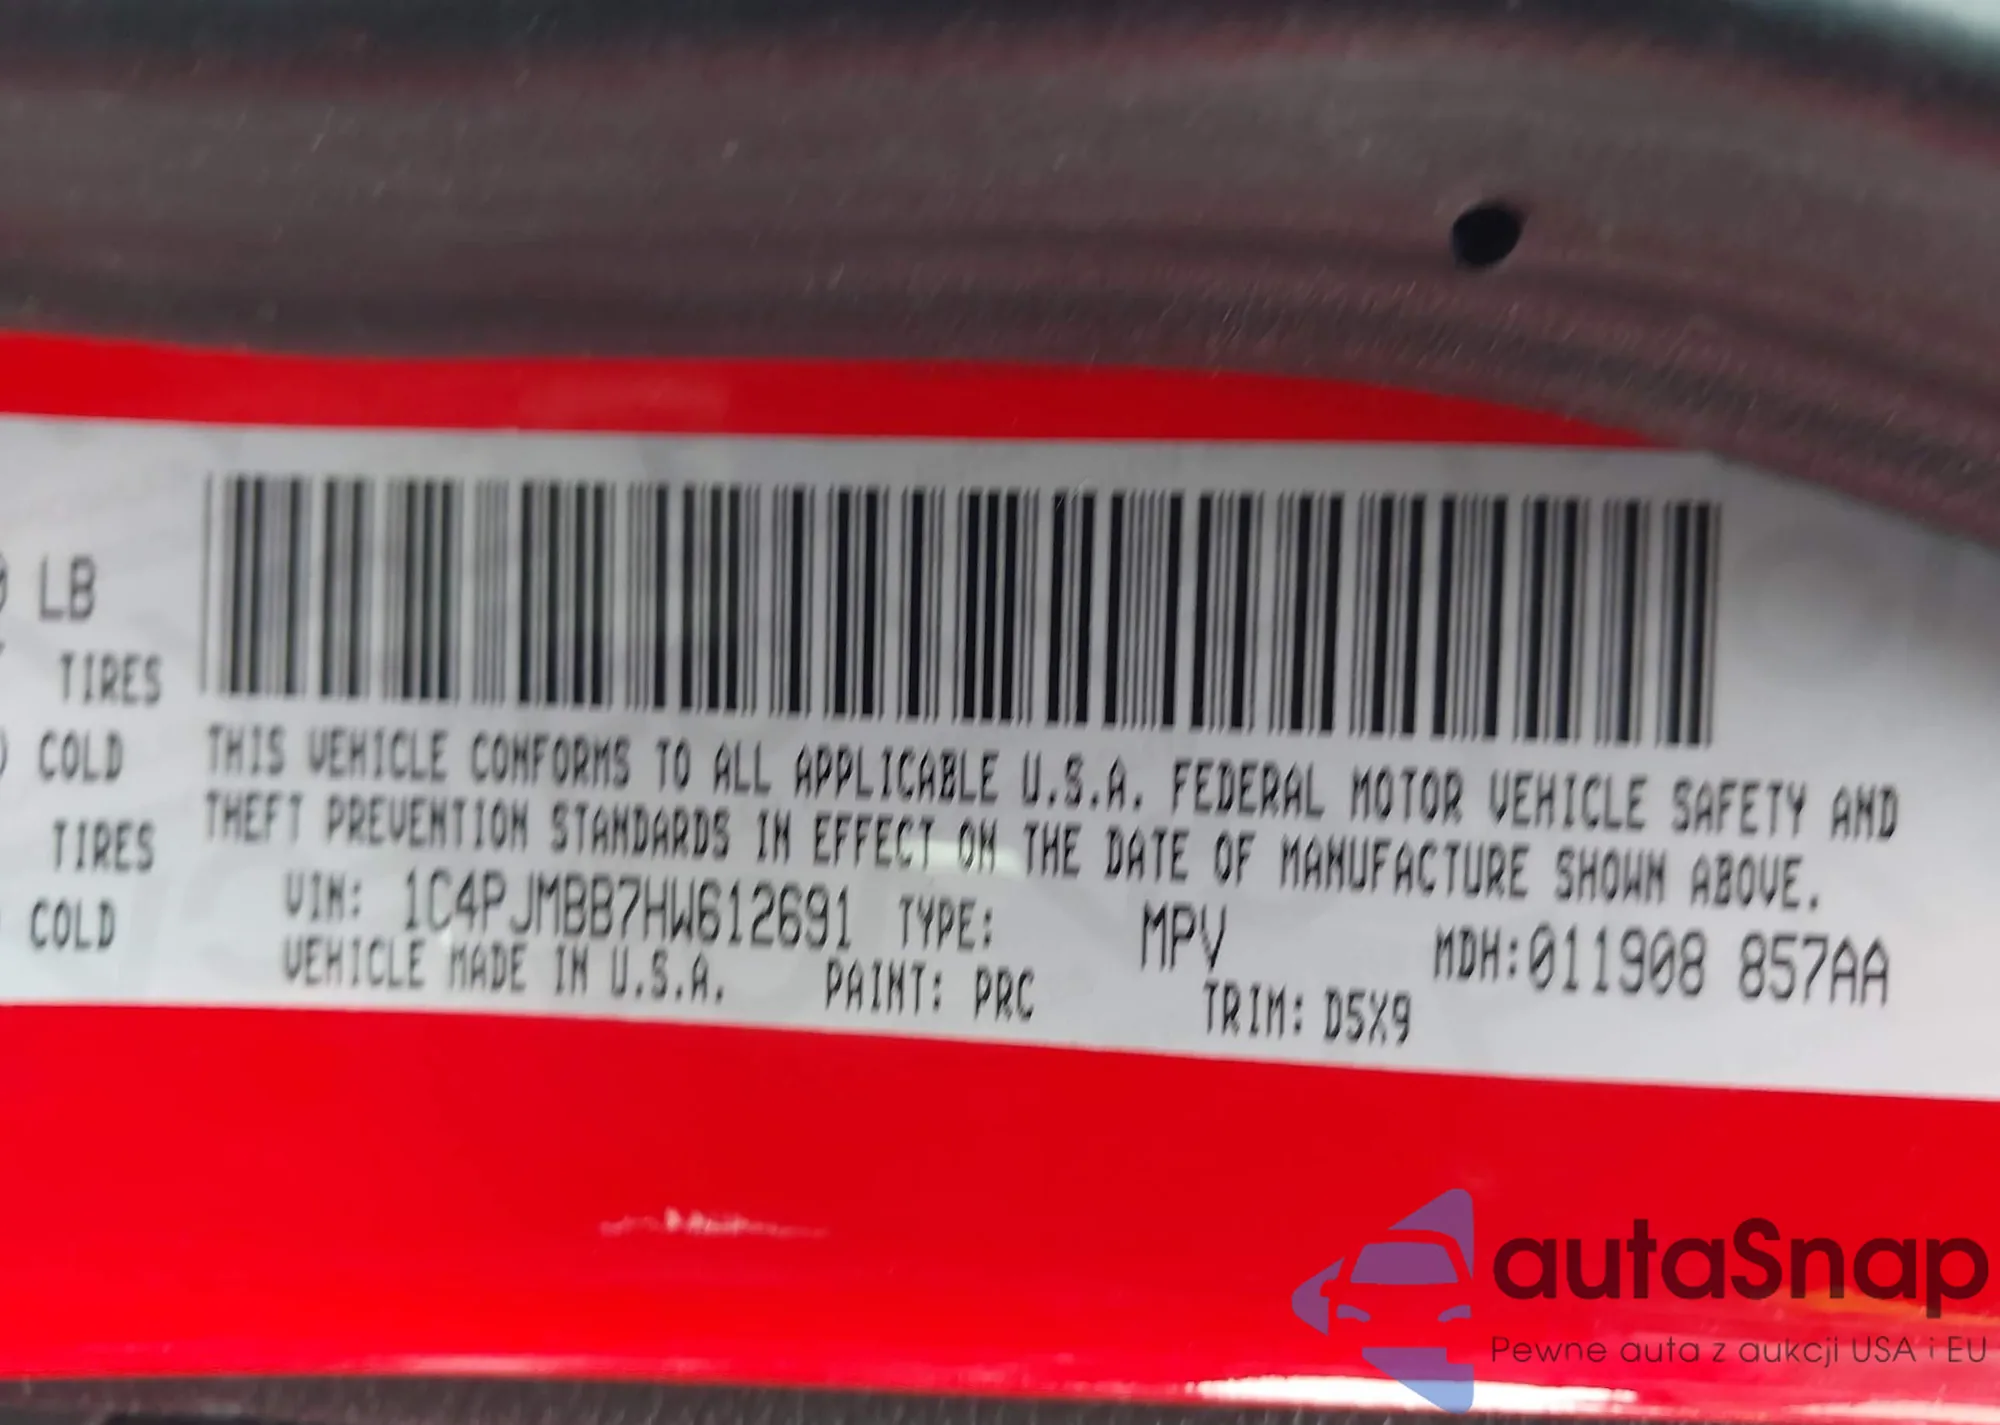 LB
TIRES
COLD
TIRES
COLD
THIS VEHICLE CONFORMS TO ALL APPLICABLE U.S.A. FEDERAL MOTOR VEHICLE SAFETY AND
THEFT PREVENTION STANDARDS IN EFFECT ON THE DATE OF MANUFACTURE SHOWN ABOVE.
VIN: 1C4PJMBB7HW612691 TYPE: MPV MDH:011908 857AA
VEHICLE MADE IN U.S.A. PAINT: PRC TRIM: D5X9
autaSnap
Pewne auta z aukcji USA i EU